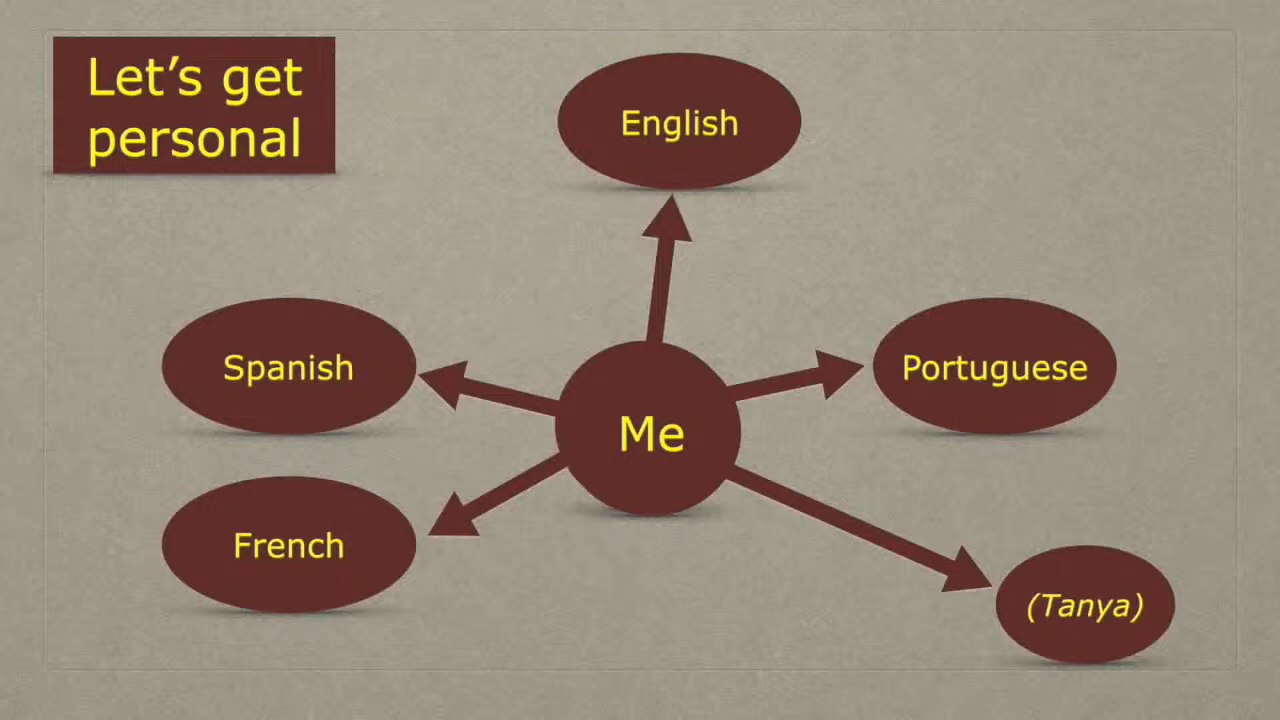 Let’s get
personal
English
Spanish
Portuguese
Me
French
(Tanya)